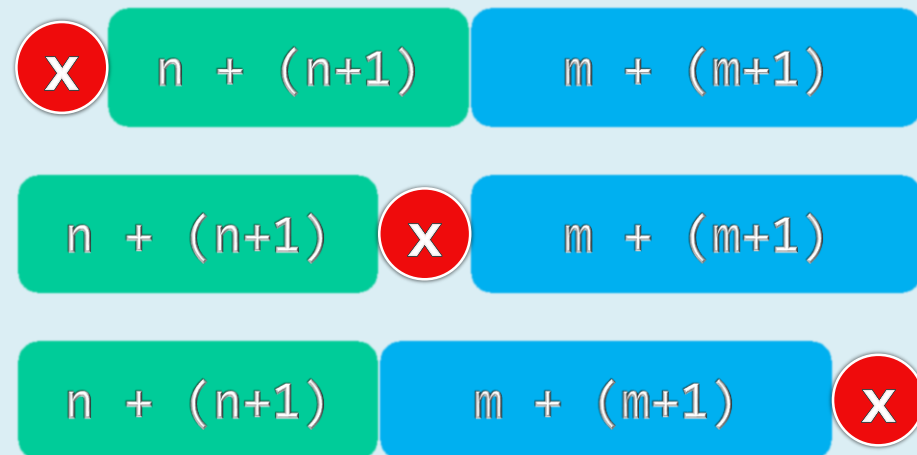 X n + (n+1) m + (m+1)
n + (n+1) X m + (m+1)
n + (n+1) m + (m+1) X